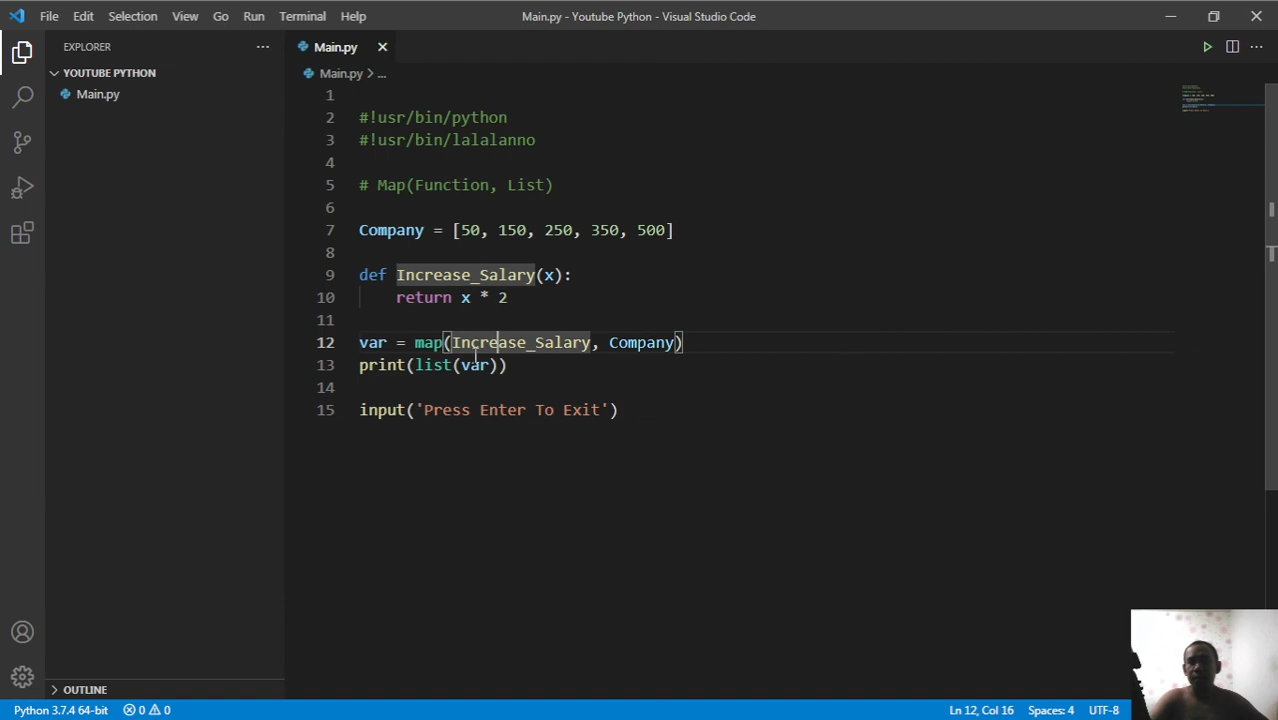 File Edit Selection View Go Run Terminal Help Main.py - Youtube Python - Visual Studio Code
EXPLORER
YOUTUBE PYTHON
Main.py
Main.py
Main.py > ...
1
2 #!usr/bin/python
3 #!usr/bin/lalalanno
4
5 # Map(Function, List)
6
7 Company = [50, 150, 250, 350, 500]
8
9 def Increase_Salary(x):
10 return x * 2
11
12 var = map(Increase_Salary, Company)
13 print(list(var))
14
15 input('Press Enter To Exit')
OUTLINE
Python 3.7.4 64-bit 0 0 Ln 12, Col 16 Spaces: 4 UTF-8